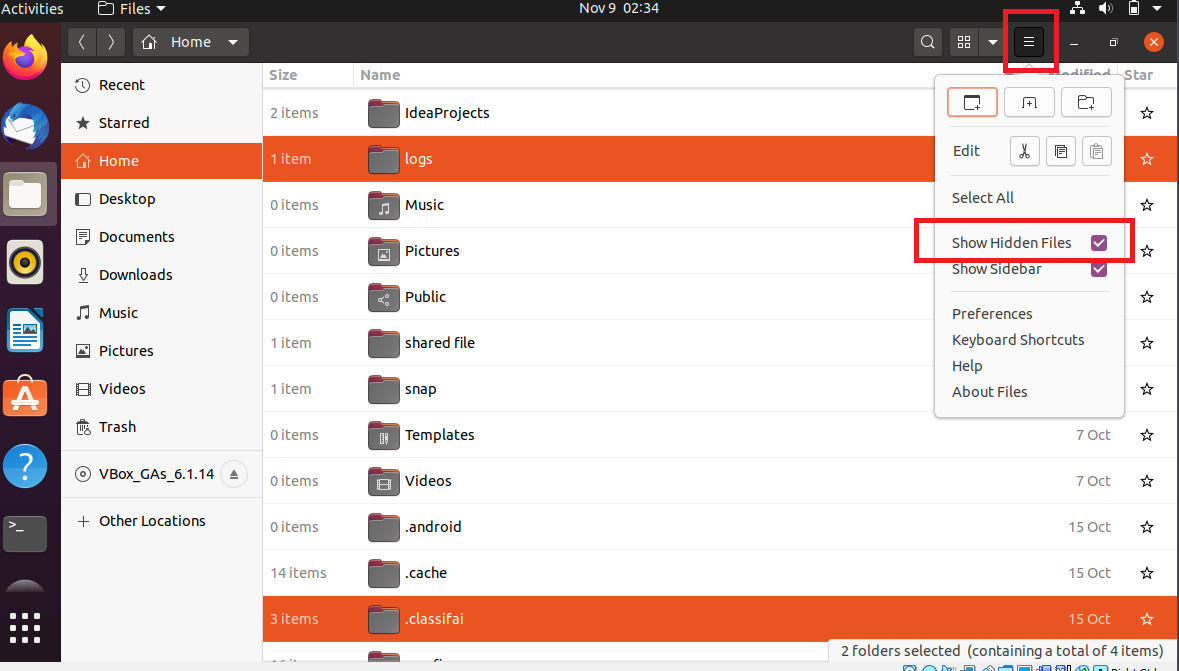 Activities Files Nov 9 02:34
Home
Size Name Modified Star
Recent
Starred
Home
Desktop
Documents
Downloads
Music
Pictures
Videos
Trash
VBox_GAs_6.1.14
Other Locations
2 items IdeaProjects
1 item logs
0 items Music
0 items Pictures
0 items Public
1 item shared file
1 item snap
0 items Templates 7 Oct
0 items Videos 7 Oct
0 items .android 15 Oct
14 items .cache 15 Oct
3 items .classifai 15 Oct
Edit
Select All
Show Hidden Files
Show Sidebar
Preferences
Keyboard Shortcuts
Help
About Files
2 folders selected (containing a total of 4 items)